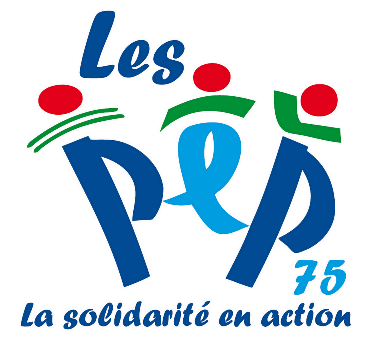 Les
pep
75
La solidarité en action